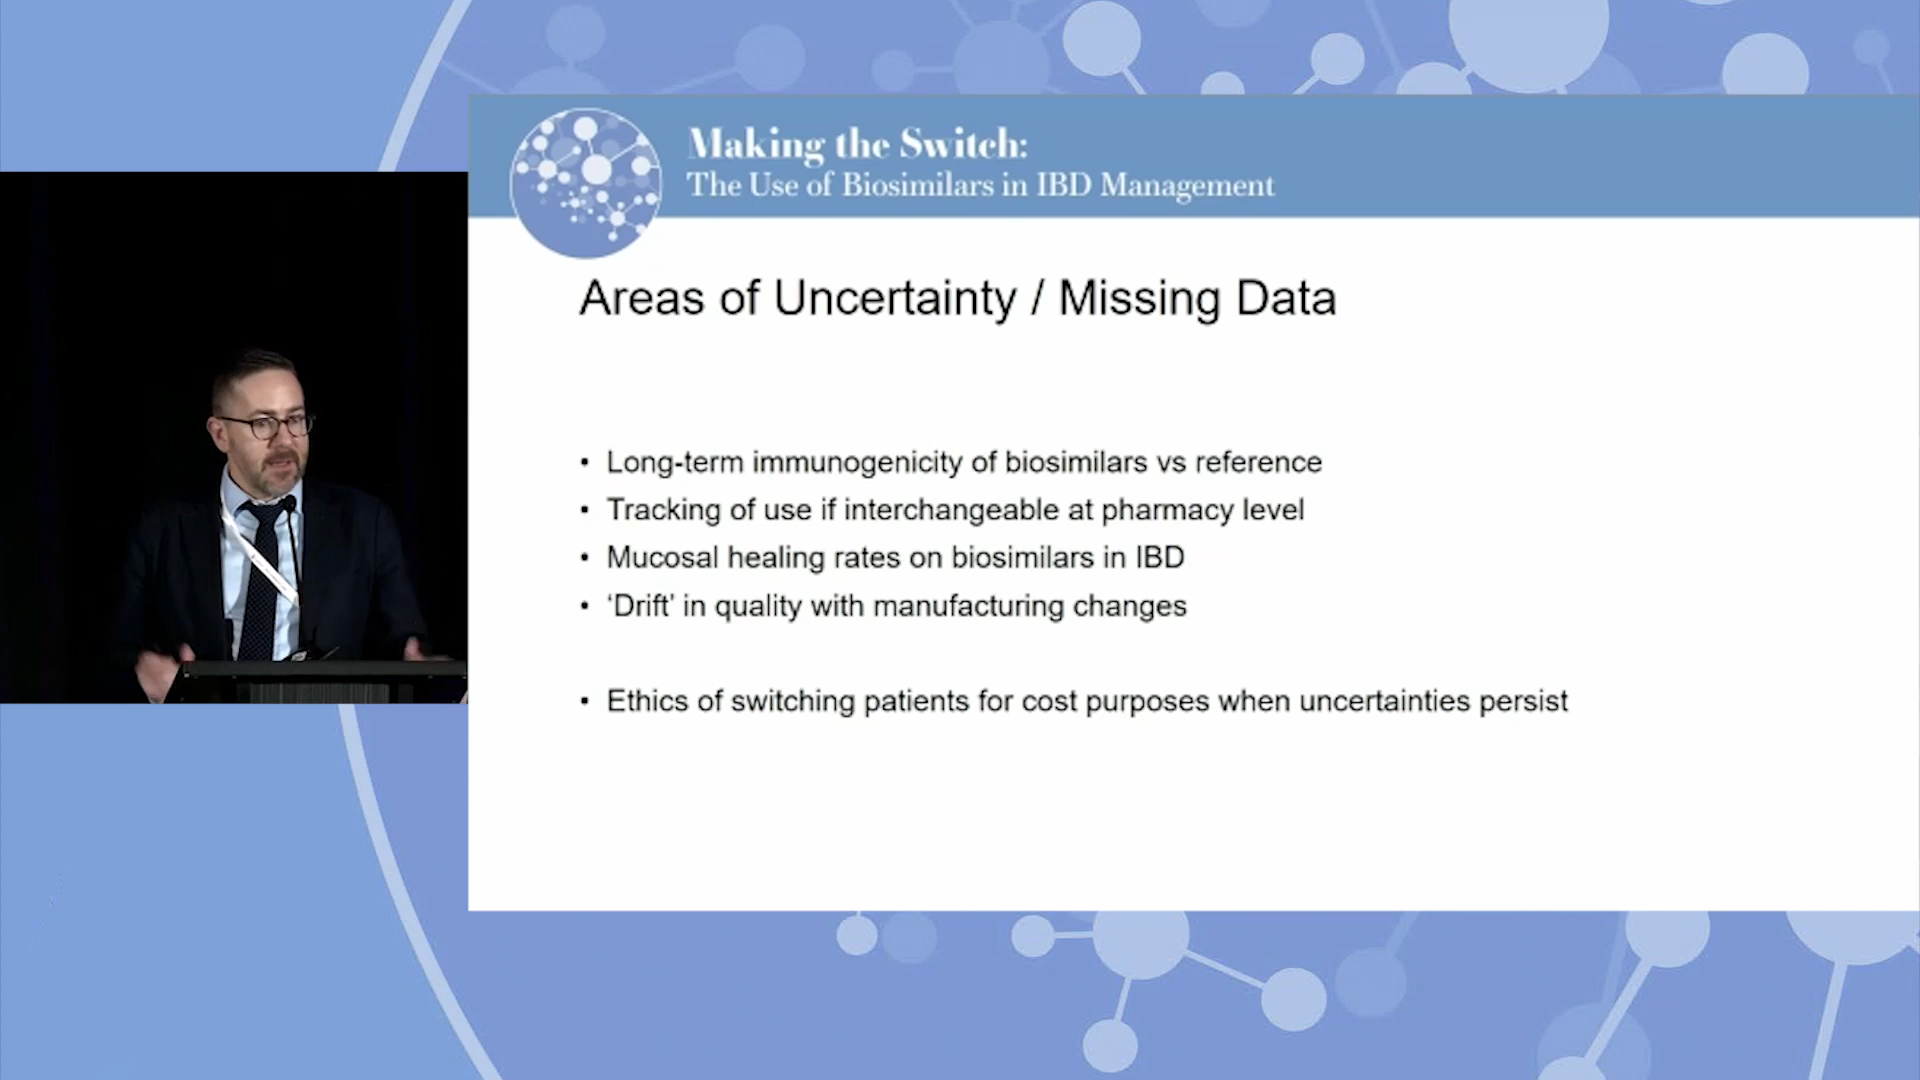 Making the Switch:
The Use of Biosimilars in IBD Management
Areas of Uncertainty / Missing Data
• Long-term immunogenicity of biosimilars vs reference
• Tracking of use if interchangeable at pharmacy level
• Mucosal healing rates on biosimilars in IBD
• ‘Drift’ in quality with manufacturing changes
• Ethics of switching patients for cost purposes when uncertainties persist